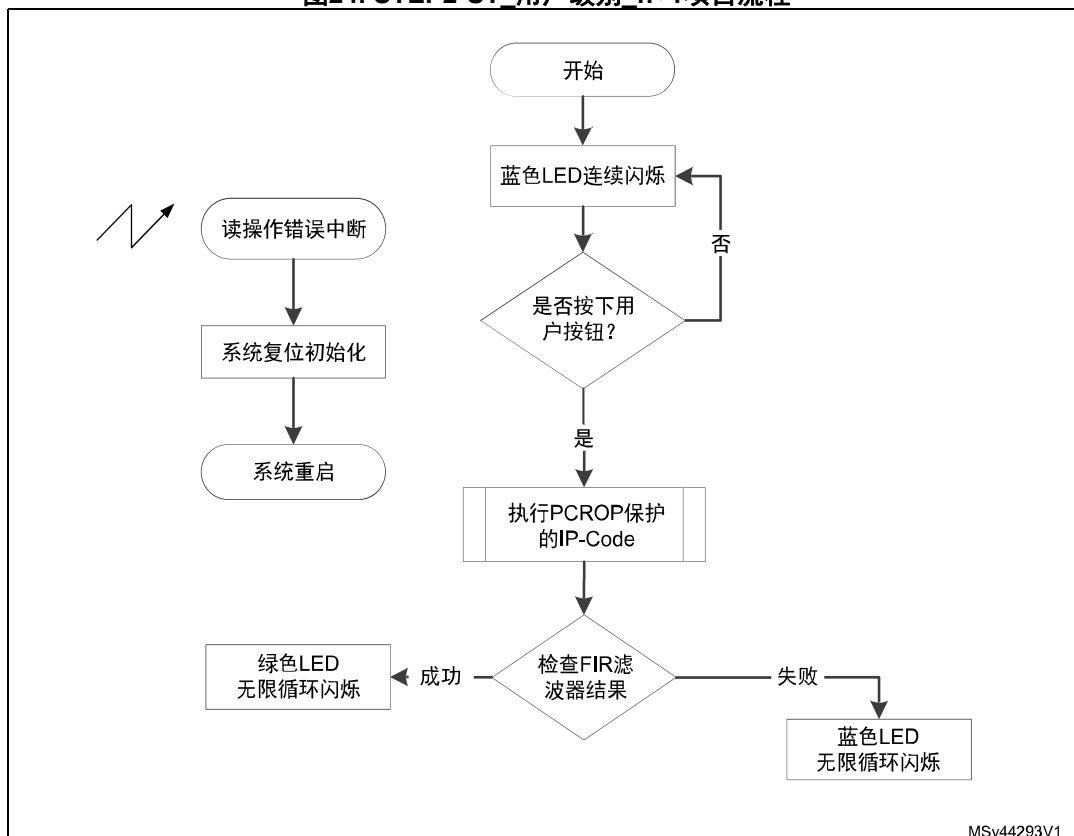 开始
蓝色LED连续闪烁
否
读操作错误中断
是否按下用
户按钮?
系统复位初始化
是
系统重启
执行PCROP保护
的IP-Code
检查FIR滤
波器结果
成功
失败
绿色LED
无限循环闪烁
蓝色LED
无限循环闪烁
MSv44293V1